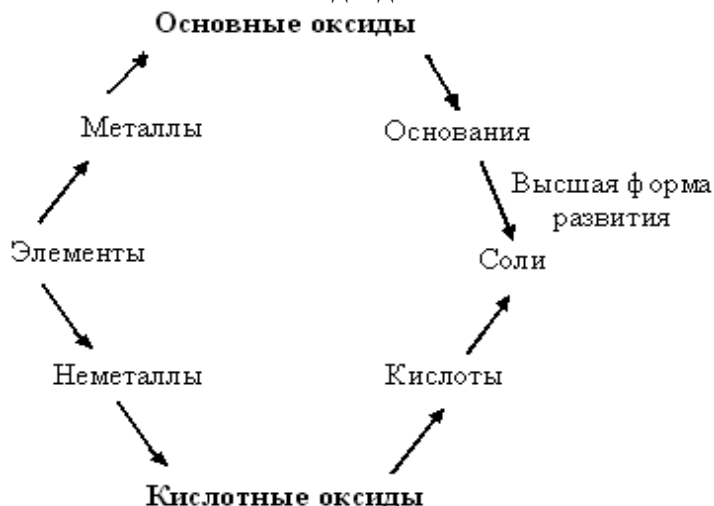 Основные оксиды
Металлы
Основания
Высшая форма
развития
Элементы
Соли
Неметаллы
Кислоты
Кислотные оксиды